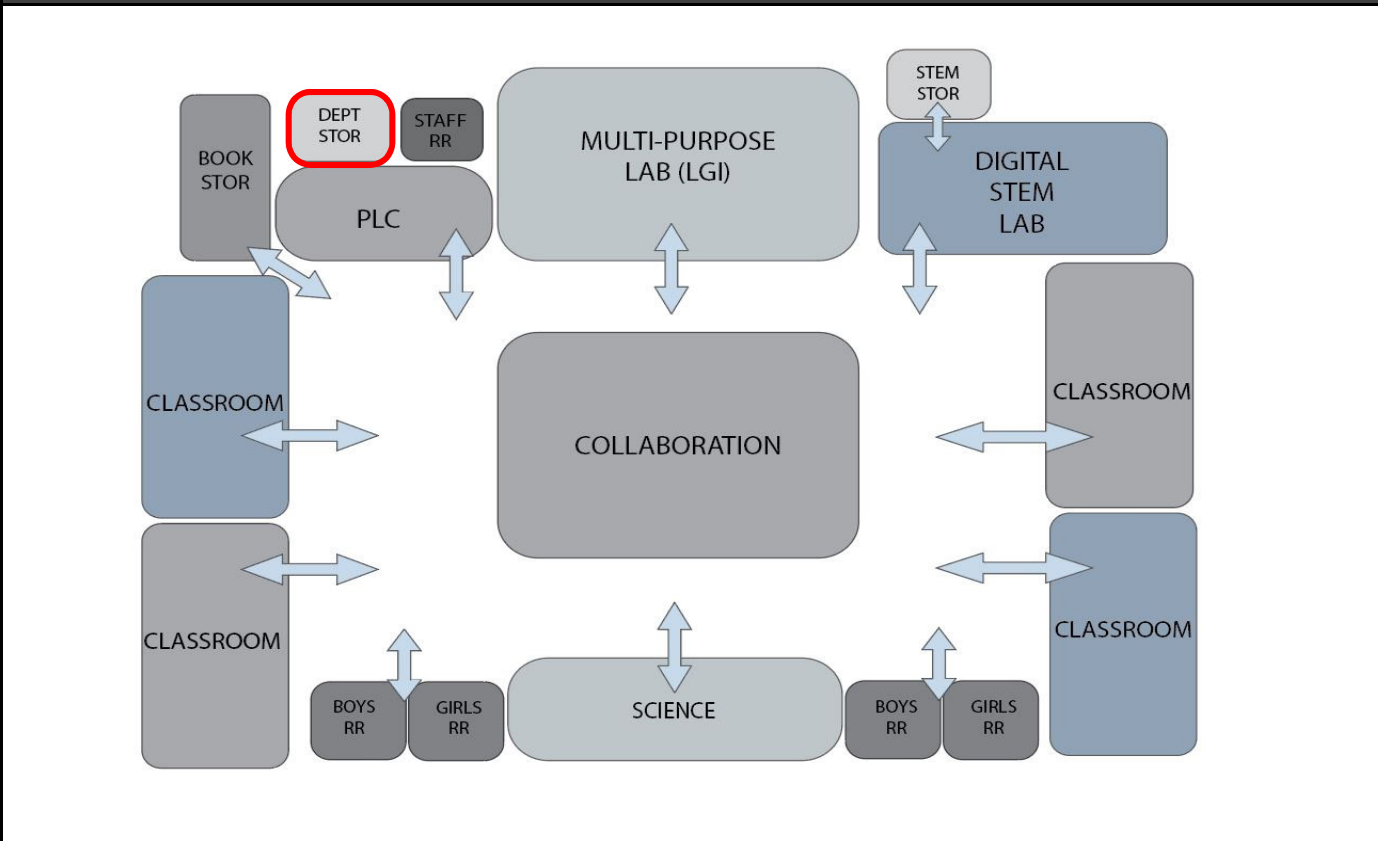 STEM
STOR
DEPT
STOR
STAFF
RR
BOOK
STOR
MULTI-PURPOSE
LAB (LGI)
DIGITAL
STEM
LAB
PLC
CLASSROOM
CLASSROOM
COLLABORATION
CLASSROOM
CLASSROOM
BOYS
RR
GIRLS
RR
SCIENCE
BOYS
RR
GIRLS
RR